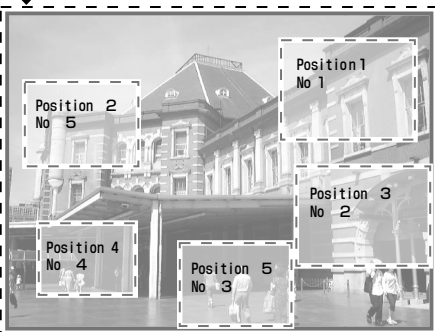 Position 1
No 1
Position 2
No 5
Position 3
No 2
Position 4
No 4
Position 5
No 3